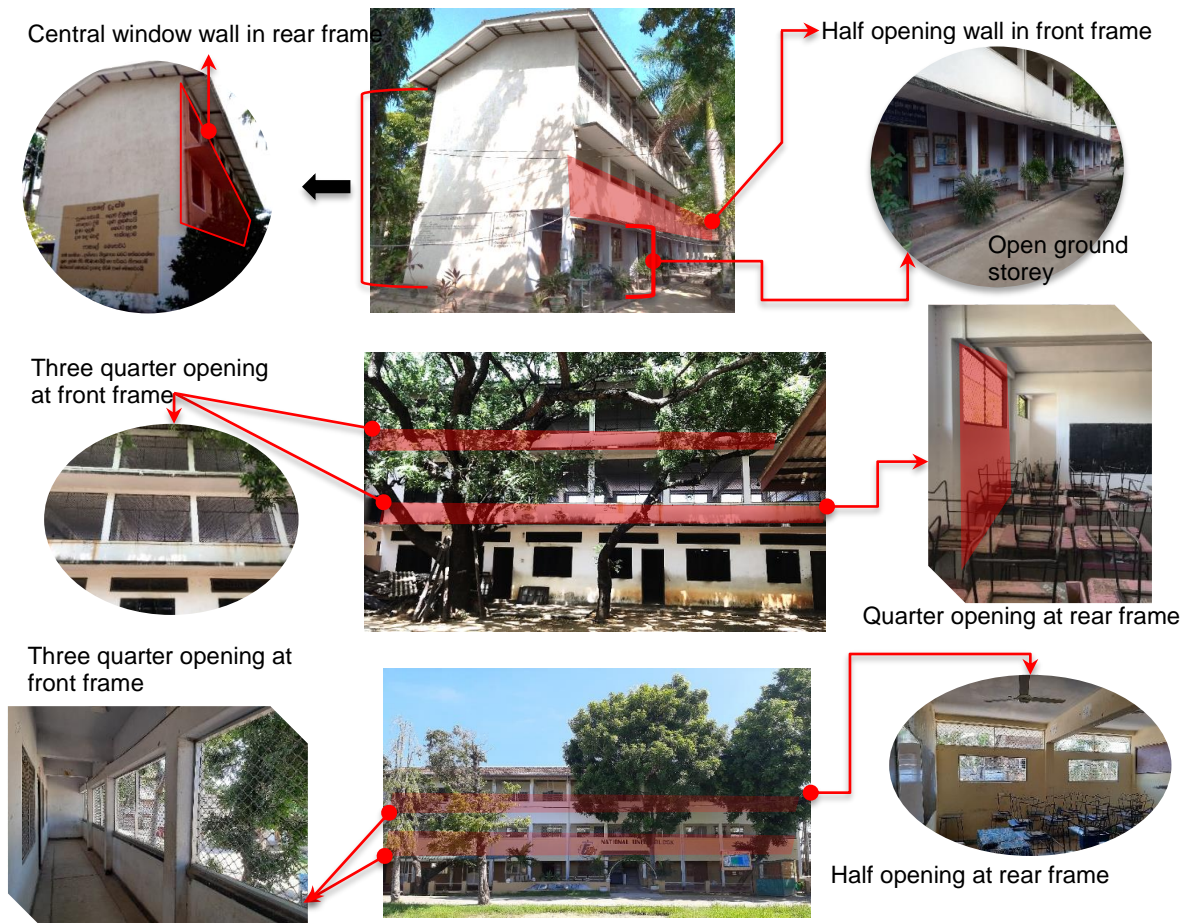 Central window wall in rear frame
Half opening wall in front frame
Open ground
storey
Three quarter opening
at front frame
Quarter opening at rear frame
Three quarter opening at
front frame
NATIONAL
Half opening at rear frame